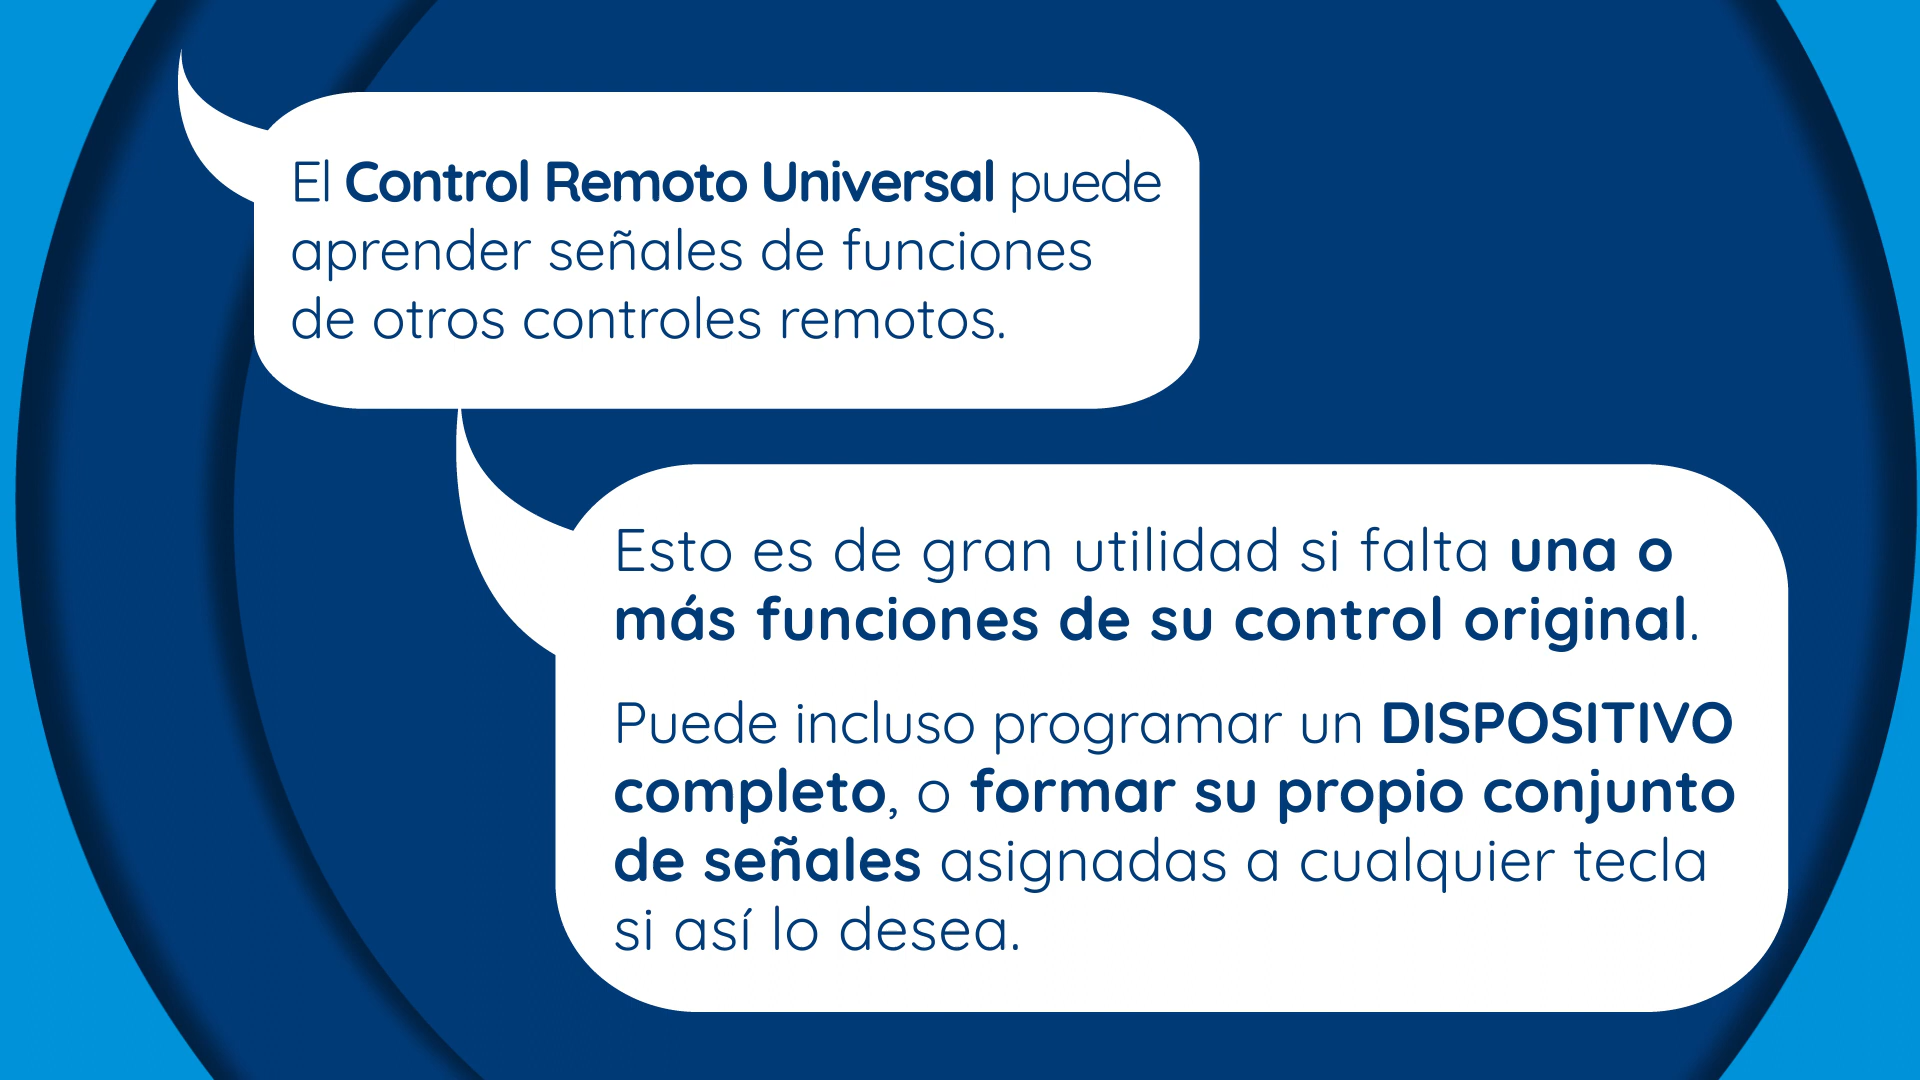 El Control Remoto Universal puede
aprender señales de funciones
de otros controles remotos.
Esto es de gran utilidad si falta una o
más funciones de su control original.
Puede incluso programar un DISPOSITIVO
completo, o formar su propio conjunto
de señales asignadas a cualquier tecla
si así lo desea.